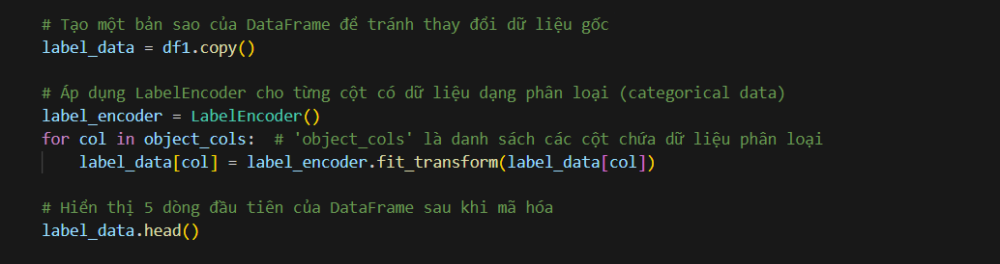 # Tạo một bản sao của DataFrame để tránh thay đổi dữ liệu gốc
label_data = df1.copy()
# Áp dụng LabelEncoder cho từng cột có dữ liệu dạng phân loại (categorical data)
label_encoder = LabelEncoder()
for col in object_cols:  # 'object_cols' là danh sách các cột chứa dữ liệu phân loại
    label_data[col] = label_encoder.fit_transform(label_data[col])
# Hiển thị 5 dòng đầu tiên của DataFrame sau khi mã hóa
label_data.head()